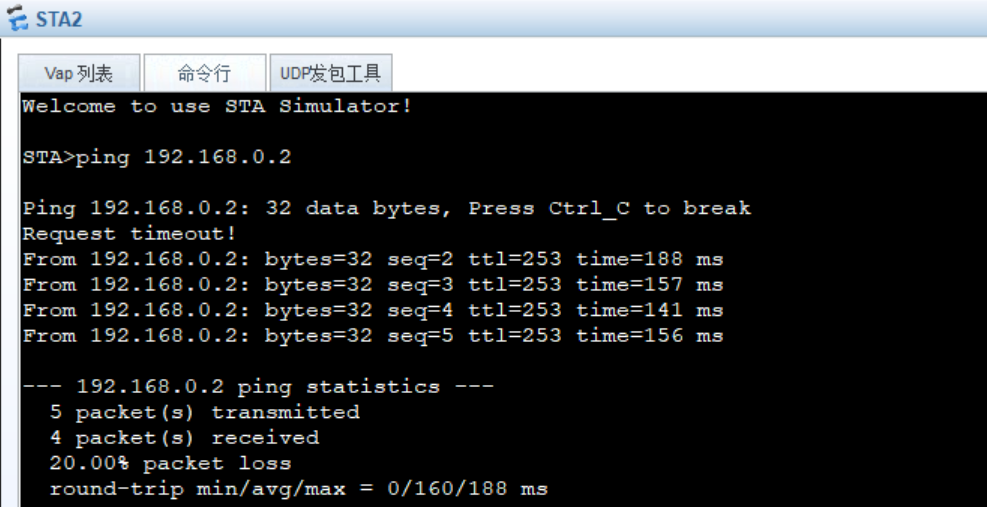 STA2
Vap 列表 命令行 UDP发包工具
Welcome to use STA Simulator!
STA>ping 192.168.0.2
Ping 192.168.0.2: 32 data bytes, Press Ctrl_C to break
Request timeout!
From 192.168.0.2: bytes=32 seq=2 ttl=253 time=188 ms
From 192.168.0.2: bytes=32 seq=3 ttl=253 time=157 ms
From 192.168.0.2: bytes=32 seq=4 ttl=253 time=141 ms
From 192.168.0.2: bytes=32 seq=5 ttl=253 time=156 ms
--- 192.168.0.2 ping statistics ---
5 packet(s) transmitted
4 packet(s) received
20.00% packet loss
round-trip min/avg/max = 0/160/188 ms